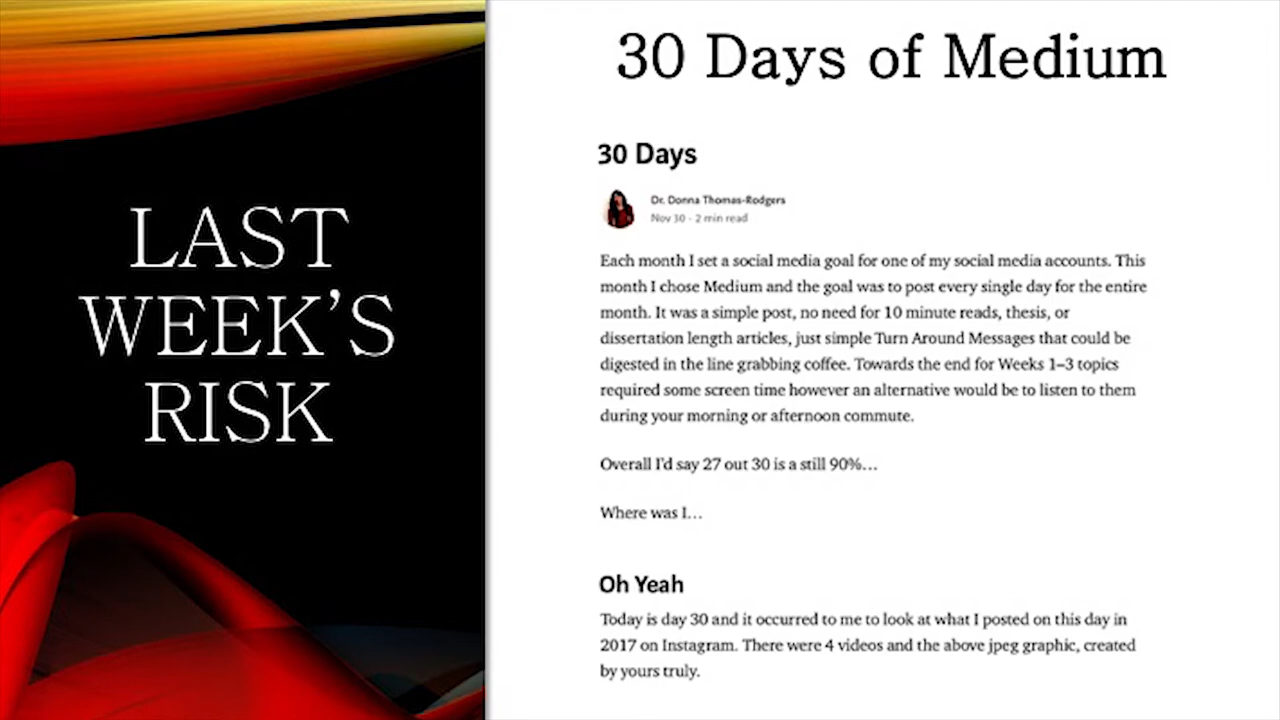 LAST
WEEK'S
RISK
30 Days of Medium
30 Days
Dr. Donna Thomas-Rodgers
Nov 30 - 2 min read
Each month I set a social media goal for one of my social media accounts. This
month I chose Medium and the goal was to post every single day for the entire
month. It was a simple post, no need for 10 minute reads, thesis, or
dissertation length articles, just simple Turn Around Messages that could be
digested in the line grabbing coffee. Towards the end for Weeks 1–3 topics
required some screen time however an alternative would be to listen to them
during your morning or afternoon commute.
Overall I'd say 27 out 30 is a still 90%…
Where was I…
Oh Yeah
Today is day 30 and it occurred to me to look at what I posted on this day in
2017 on Instagram. There were 4 videos and the above jpeg graphic, created
by yours truly.